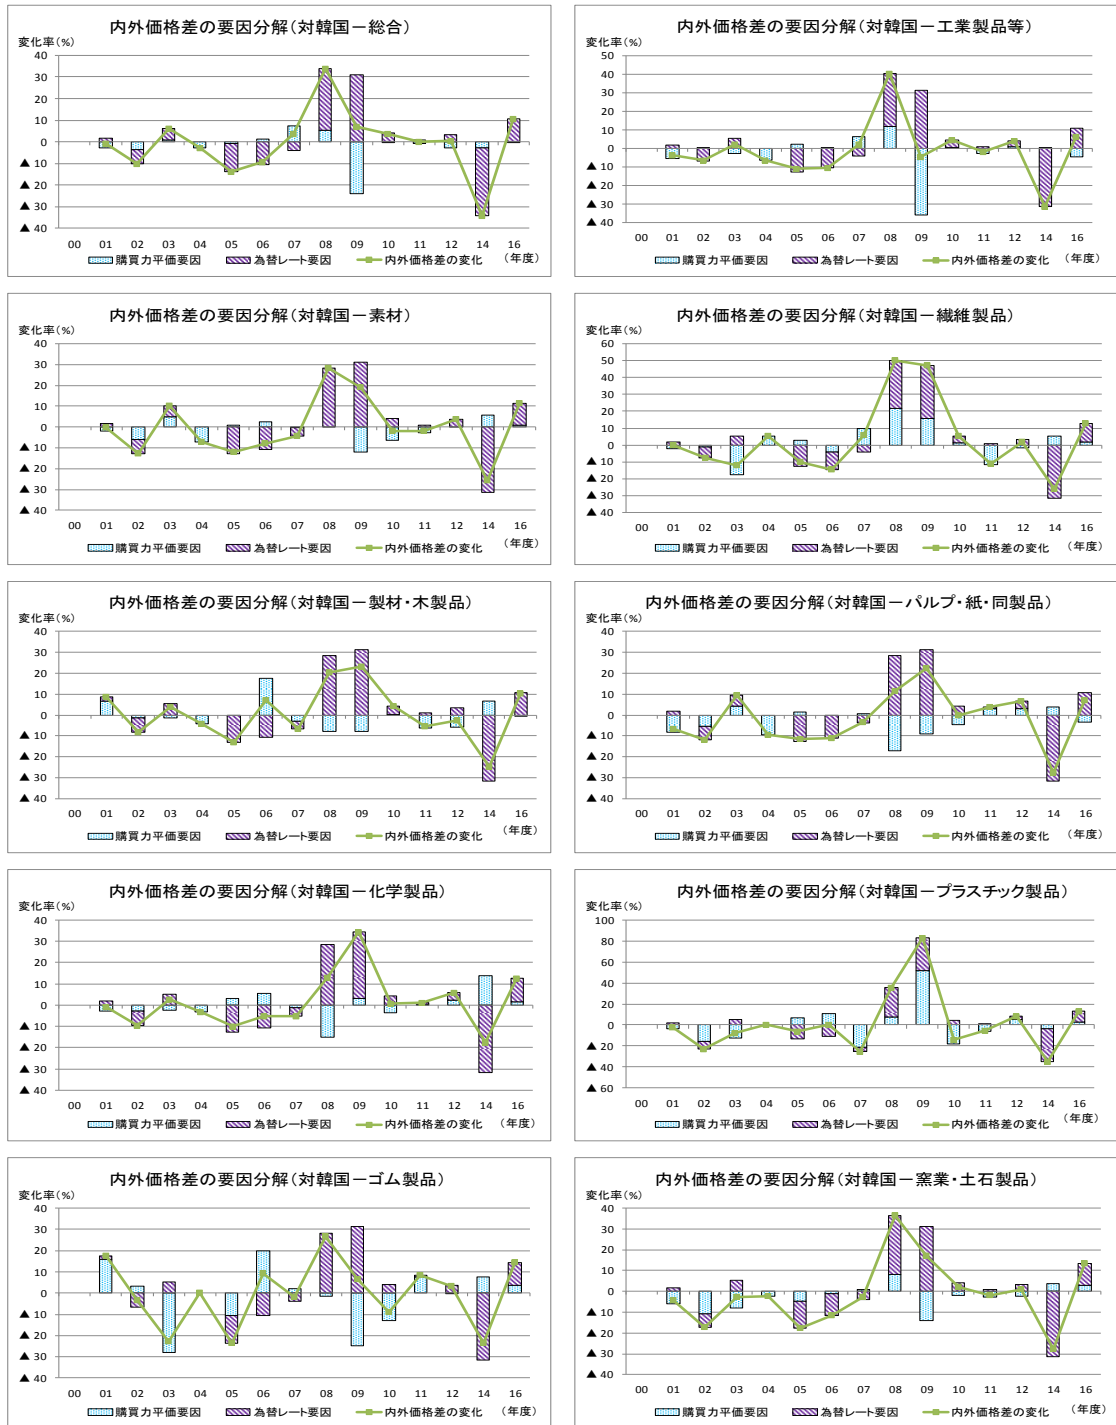 内外価格差の要因分解(対韓国－総合)
変化率(%)
40
30
20
10
0
▲ 10
▲ 20
▲ 30
▲ 40
00 01 02 03 04 05 06 07 08 09 10 11 12 14 16
購買力平価要因 為替レート要因 内外価格差の変化 (年度)
内外価格差の要因分解(対韓国－工業製品等)
変化率(%)
50
40
30
20
10
0
▲ 10
▲ 20
▲ 30
▲ 40
00 01 02 03 04 05 06 07 08 09 10 11 12 14 16
購買力平価要因 為替レート要因 内外価格差の変化 (年度)
内外価格差の要因分解(対韓国－素材)
変化率(%)
40
30
20
10
0
▲ 10
▲ 20
▲ 30
▲ 40
00 01 02 03 04 05 06 07 08 09 10 11 12 14 16
購買力平価要因 為替レート要因 内外価格差の変化 (年度)
内外価格差の要因分解(対韓国－繊維製品)
変化率(%)
60
50
40
30
20
10
0
▲ 10
▲ 20
▲ 30
▲ 40
00 01 02 03 04 05 06 07 08 09 10 11 12 14 16
購買力平価要因 為替レート要因 内外価格差の変化 (年度)
内外価格差の要因分解(対韓国－製材・木製品)
変化率(%)
40
30
20
10
0
▲ 10
▲ 20
▲ 30
▲ 40
00 01 02 03 04 05 06 07 08 09 10 11 12 14 16
購買力平価要因 為替レート要因 内外価格差の変化 (年度)
内外価格差の要因分解(対韓国－パルプ・紙・同製品)
変化率(%)
40
30
20
10
0
▲ 10
▲ 20
▲ 30
▲ 40
00 01 02 03 04 05 06 07 08 09 10 11 12 14 16
購買力平価要因 為替レート要因 内外価格差の変化 (年度)
内外価格差の要因分解(対韓国－化学製品)
変化率(%)
40
30
20
10
0
▲ 10
▲ 20
▲ 30
▲ 40
00 01 02 03 04 05 06 07 08 09 10 11 12 14 16
購買力平価要因 為替レート要因 内外価格差の変化 (年度)
内外価格差の要因分解(対韓国－プラスチック製品)
変化率(%)
100
80
60
40
20
0
▲ 20
▲ 40
▲ 60
00 01 02 03 04 05 06 07 08 09 10 11 12 14 16
購買力平価要因 為替レート要因 内外価格差の変化 (年度)
内外価格差の要因分解(対韓国－ゴム製品)
変化率(%)
40
30
20
10
0
▲ 10
▲ 20
▲ 30
▲ 40
00 01 02 03 04 05 06 07 08 09 10 11 12 14 16
購買力平価要因 為替レート要因 内外価格差の変化 (年度)
内外価格差の要因分解(対韓国－窯業・土石製品)
変化率(%)
40
30
20
10
0
▲ 10
▲ 20
▲ 30
▲ 40
00 01 02 03 04 05 06 07 08 09 10 11 12 14 16
購買力平価要因 為替レート要因 内外価格差の変化 (年度)